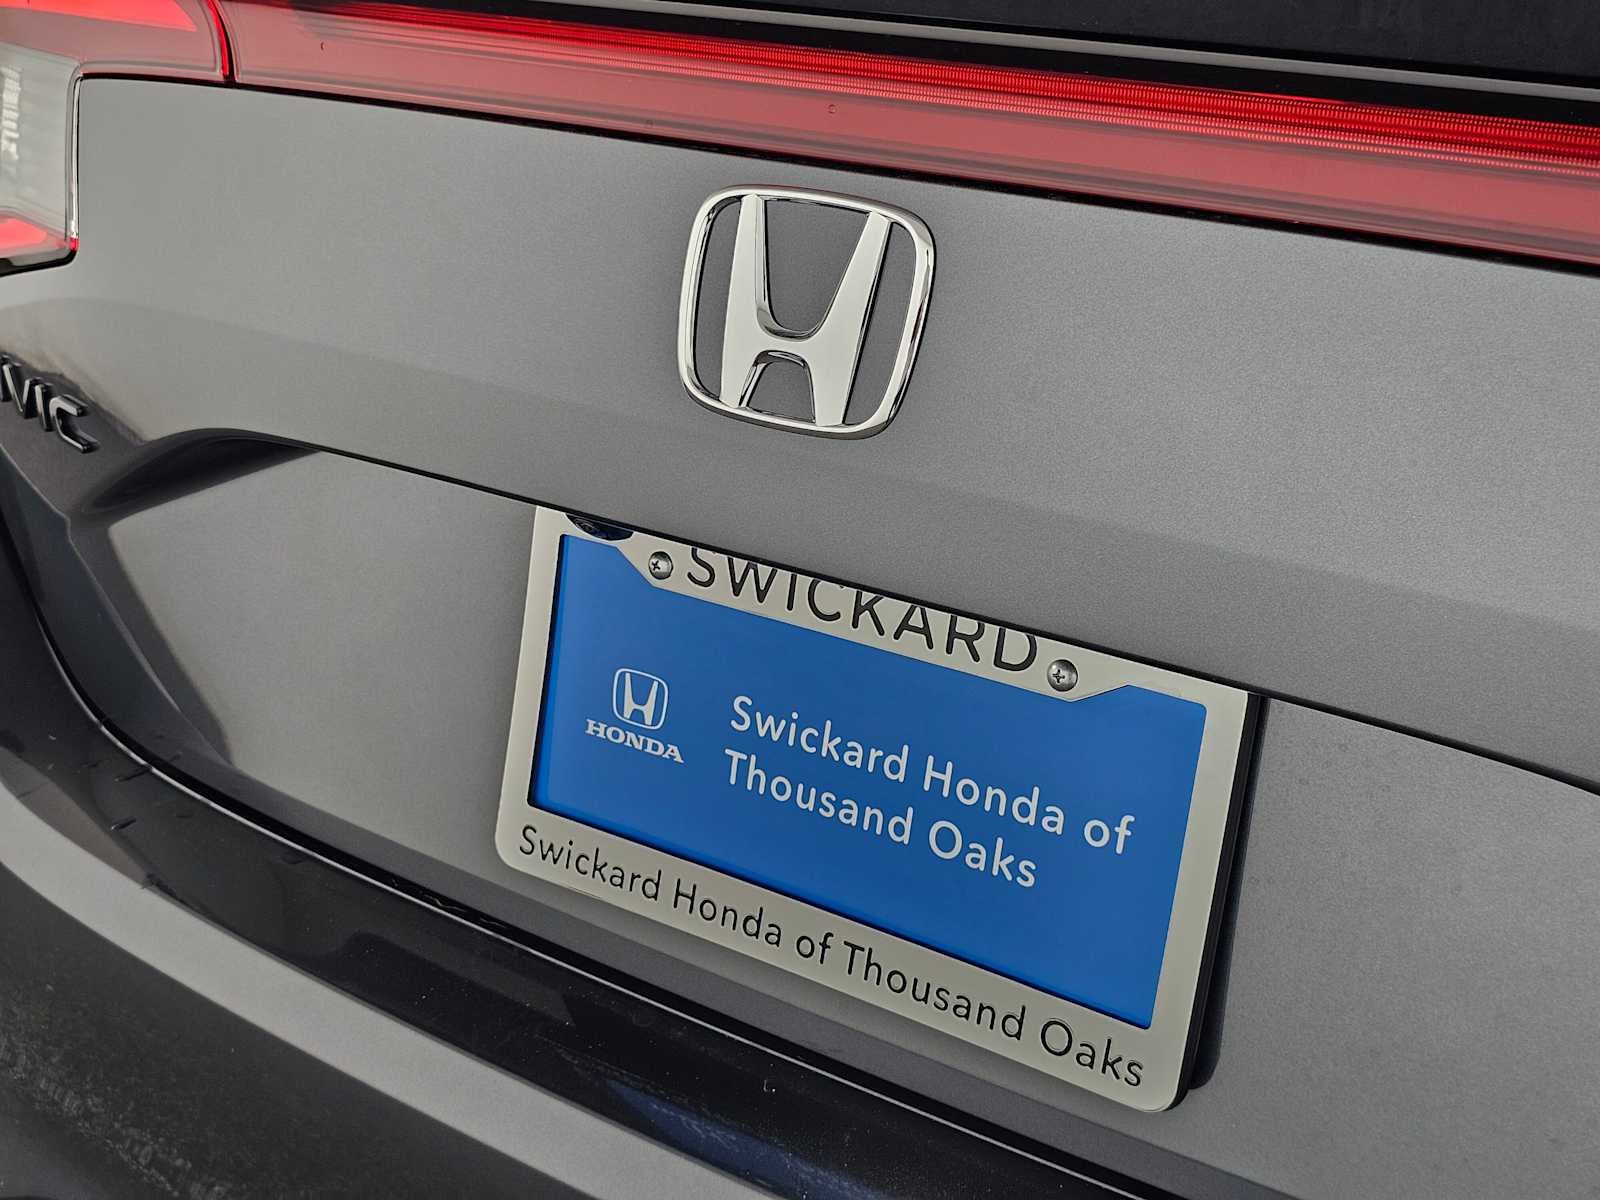 SWICKARD
HONDA
Swickard Honda of
Thousand Oaks
Swickard Honda of Thousand Oaks